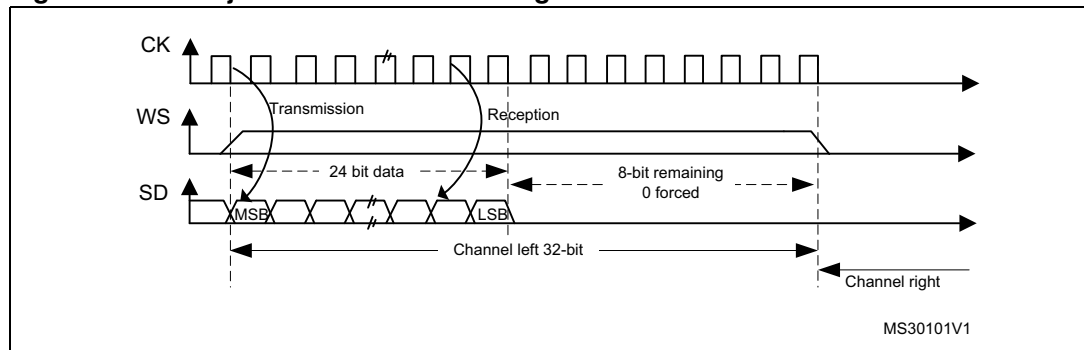 CK
Transmission
Reception
WS
24 bit data
8-bit remaining
0 forced
SD
MSB
LSB
Channel left 32-bit
Channel right
MS30101V1